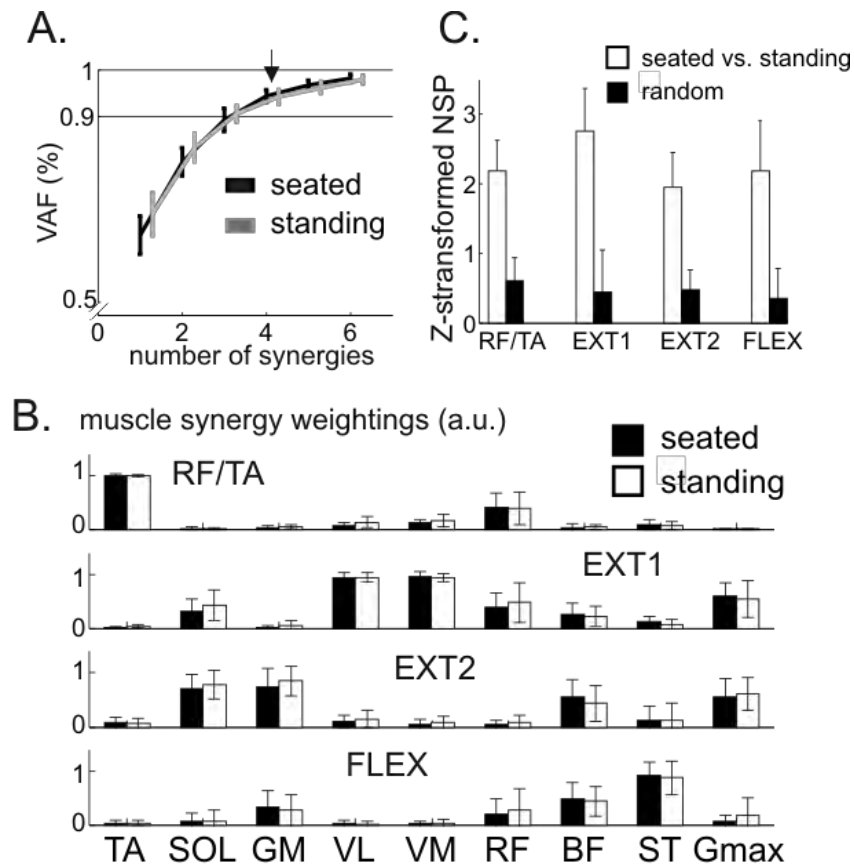 A.
1
0.9
0.5
VAF (%)
seated
standing
0 2 4 6
number of synergies
C.
seated vs. standing
random
Z-stransformed NSP
3
2
1
0
RF/TA EXT1 EXT2 FLEX
B. muscle synergy weightings (a.u.)
seated
standing
RF/TA
1
0
EXT1
1
0
EXT2
1
0
FLEX
1
0
TA SOL GM VL VM RF BF ST Gmax